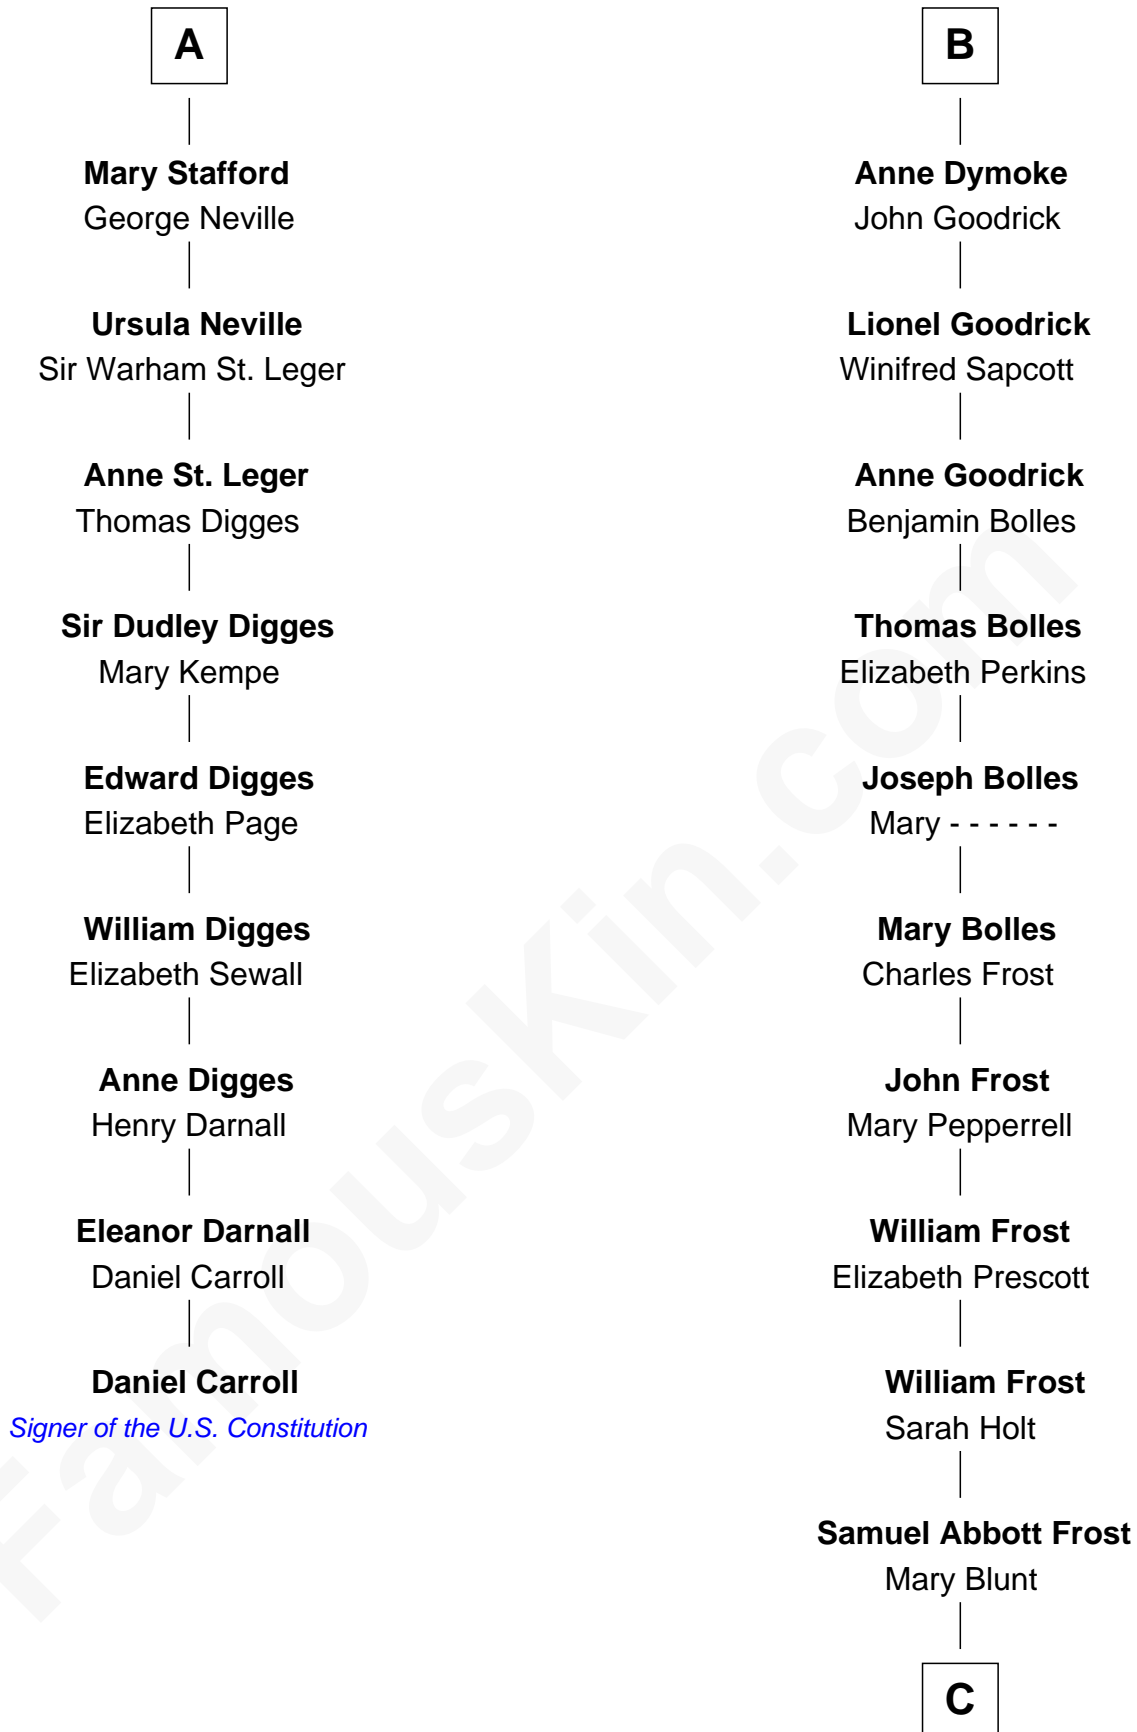 A
Mary Stafford
George Neville
Ursula Neville
Sir Warham St. Leger
Anne St. Leger
Thomas Digges
Sir Dudley Digges
Mary Kempe
Edward Digges
Elizabeth Page
William Digges
Elizabeth Sewall
Anne Digges
Henry Darnall
Eleanor Darnall
Daniel Carroll
Daniel Carroll
Signer of the U.S. Constitution
B
Anne Dymoke
John Goodrick
Lionel Goodrick
Winifred Sapcott
Anne Goodrick
Benjamin Bolles
Thomas Bolles
Elizabeth Perkins
Joseph Bolles
Mary - - - - - -
Mary Bolles
Charles Frost
John Frost
Mary Pepperrell
William Frost
Elizabeth Prescott
William Frost
Sarah Holt
Samuel Abbott Frost
Mary Blunt
C
FamousKin.com